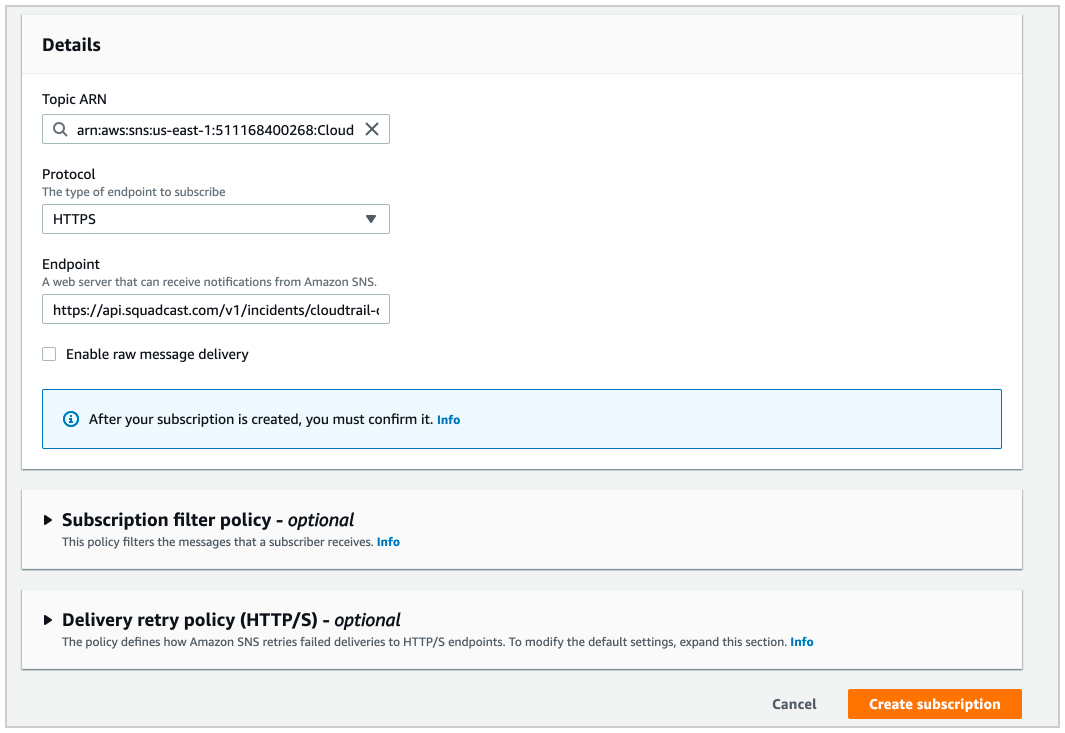 Details
Topic ARN
arn:aws:sns:us-east-1:511168400268:Cloud
Protocol
The type of endpoint to subscribe
HTTPS
Endpoint
A web server that can receive notifications from Amazon SNS.
https://api.squadcast.com/v1/incidents/cloudtrail-
Enable raw message delivery
After your subscription is created, you must confirm it. Info
Subscription filter policy - optional
This policy filters the messages that a subscriber receives. Info
Delivery retry policy (HTTP/S) - optional
The policy defines how Amazon SNS retries failed deliveries to HTTP/S endpoints. To modify the default settings, expand this section. Info
Cancel
Create subscription